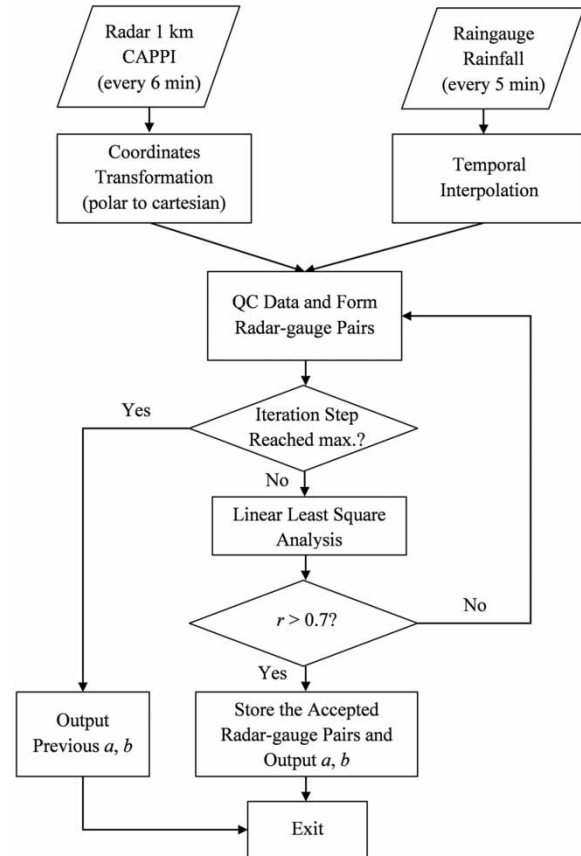 Radar 1 km
CAPPI
(every 6 min)
Raingauge
Rainfall
(every 5 min)
Coordinates
Transformation
(polar to cartesian)
Temporal
Interpolation
QC Data and Form
Radar-gauge Pairs
Yes
Iteration Step
Reached max.?
No
Linear Least Square
Analysis
r > 0.7?
No
Yes
Output
Previous a, b
Store the Accepted
Radar-gauge Pairs and
Output a, b
Exit